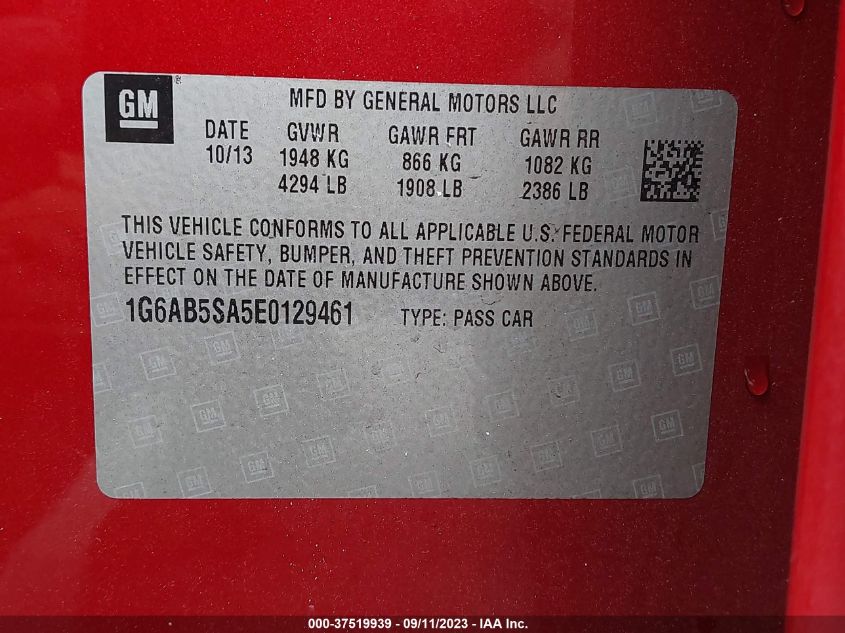 GM ®
MFD BY GENERAL MOTORS LLC
DATE GVWR GAWR FRT GAWR RR
10/13 1948 KG 866 KG 1082 KG
4294 LB 1908 LB 2386 LB
THIS VEHICLE CONFORMS TO ALL APPLICABLE U.S. FEDERAL MOTOR
VEHICLE SAFETY, BUMPER, AND THEFT PREVENTION STANDARDS IN
EFFECT ON THE DATE OF MANUFACTURE SHOWN ABOVE.
1G6AB5SA5E0129461 TYPE: PASS CAR
000-37519939 - 09/11/2023 - IAA Inc.